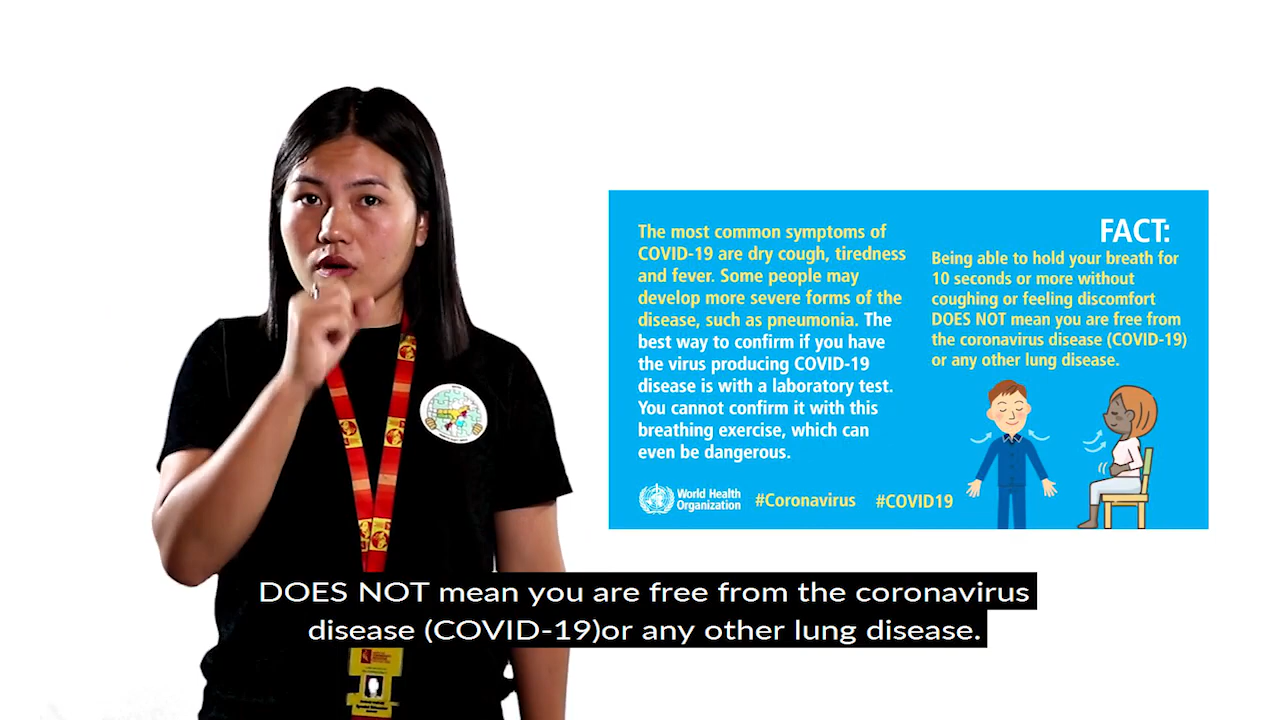 The most common symptoms of
COVID-19 are dry cough, tiredness
and fever. Some people may
develop more severe forms of the
disease, such as pneumonia. The
best way to confirm if you have
the virus producing COVID-19
disease is with a laboratory test.
You cannot confirm it with this
breathing exercise, which can
even be dangerous.
FACT:
Being able to hold your breath for
10 seconds or more without
coughing or feeling discomfort
DOES NOT mean you are free from
the coronavirus disease (COVID-19)
or any other lung disease.
World Health
Organization
#Coronavirus #COVID19
DOES NOT mean you are free from the coronavirus
disease (COVID-19)or any other lung disease.